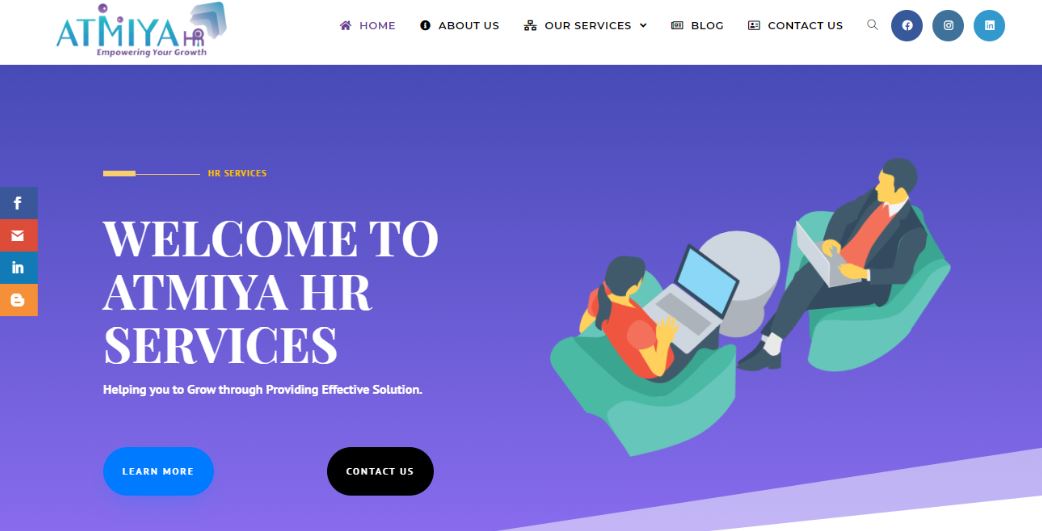 ATMIYA HR
Empowering Your Growth
HOME ABOUT US OUR SERVICES BLOG CONTACT US
HR SERVICES
WELCOME TO
ATMIYA HR
SERVICES
Helping you to Grow through Providing Effective Solution.
LEARN MORE CONTACT US